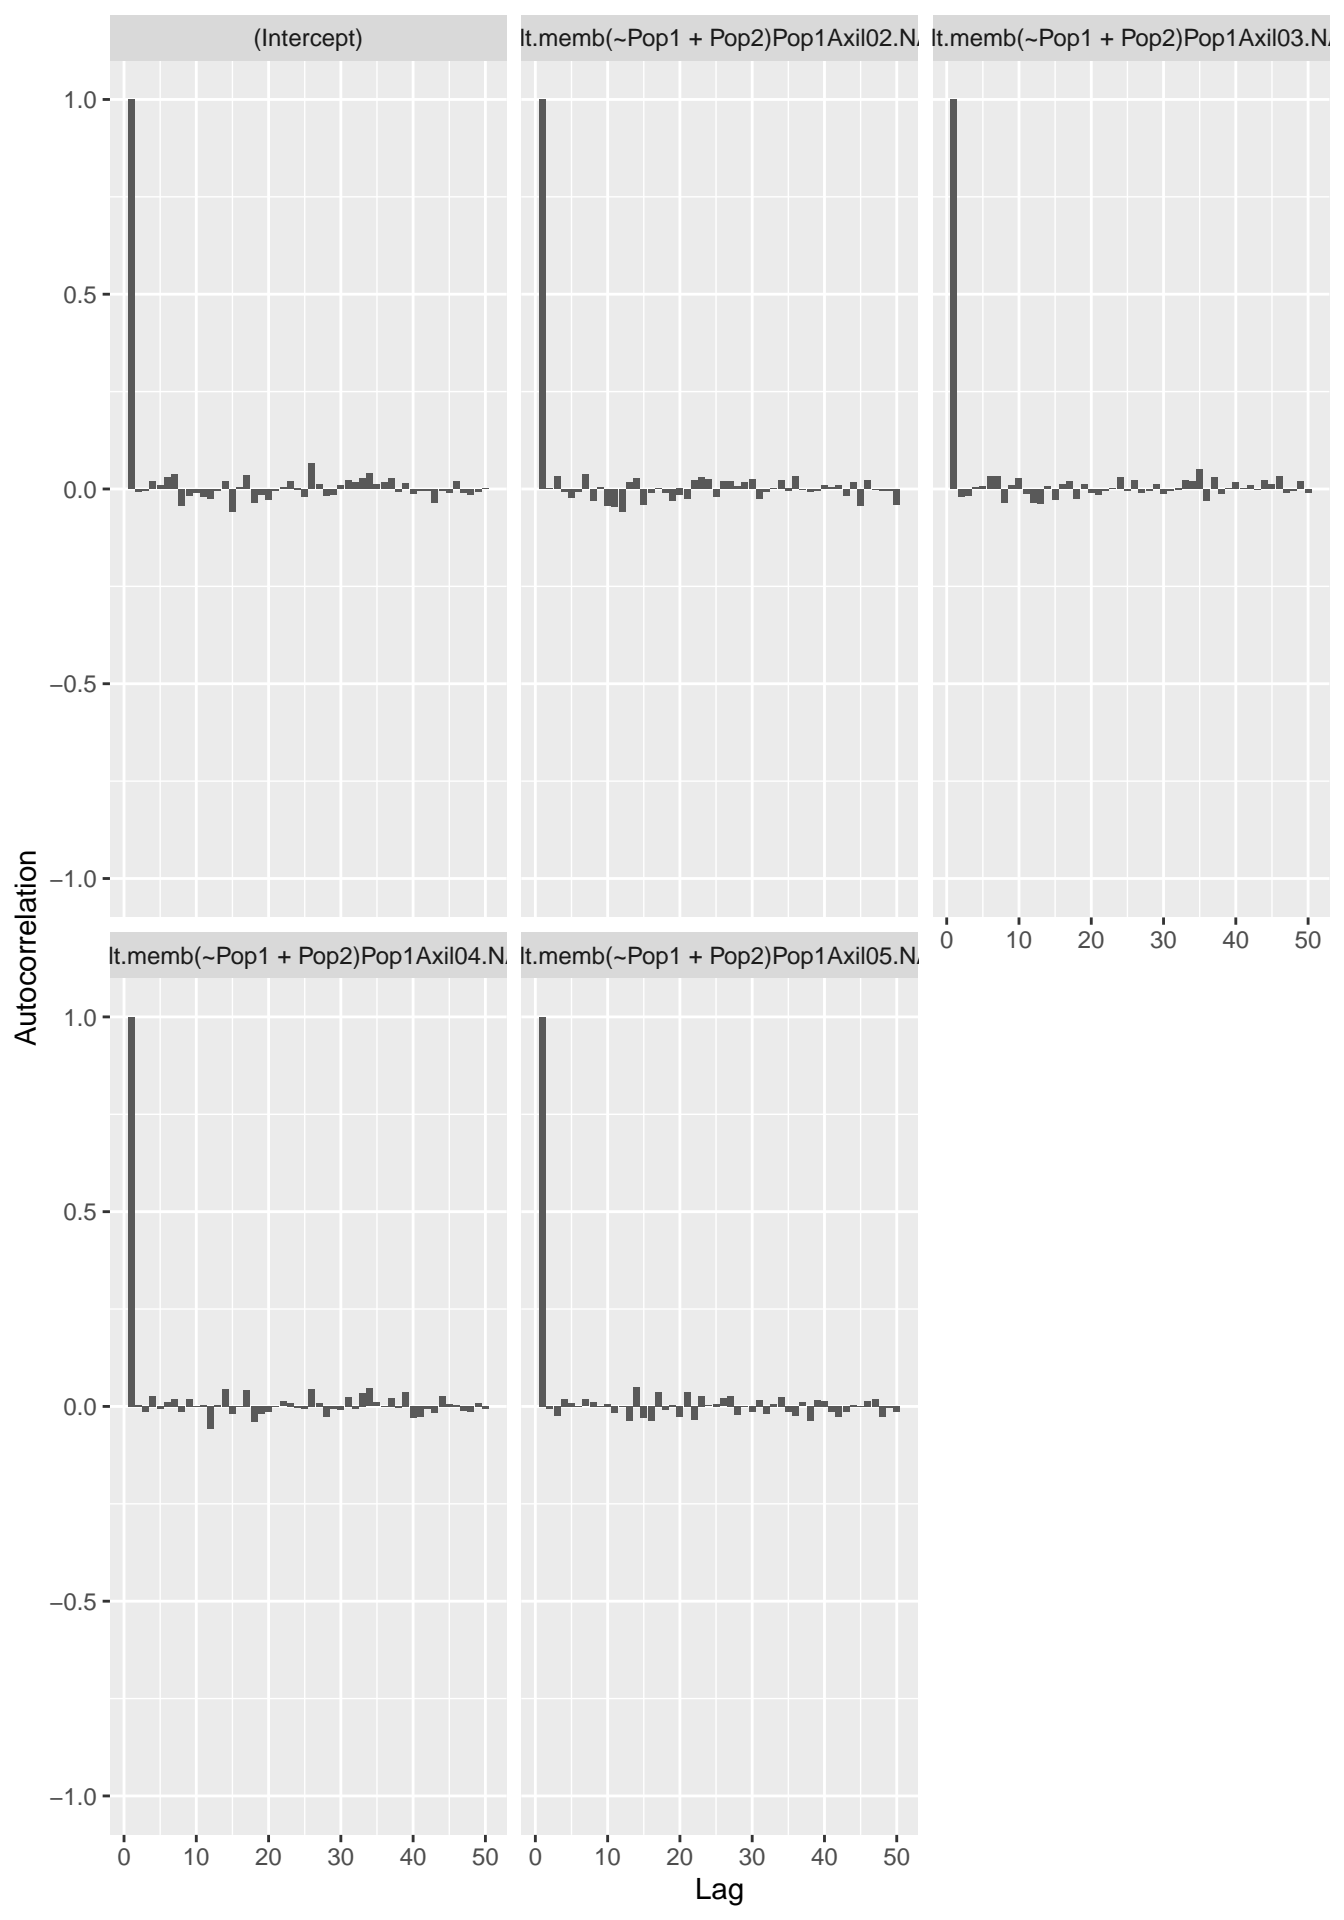 (Intercept)
lt.memb(~Pop1 + Pop2)Pop1Axil02.N
lt.memb(~Pop1 + Pop2)Pop1Axil03.N
1.0
0.5
0.0
−0.5
−1.0
0 10 20 30 40 50
Autocorrelation
lt.memb(~Pop1 + Pop2)Pop1Axil04.N
lt.memb(~Pop1 + Pop2)Pop1Axil05.N
1.0
0.5
0.0
−0.5
−1.0
0 10 20 30 40 50
0 10 20 30 40 50
Lag